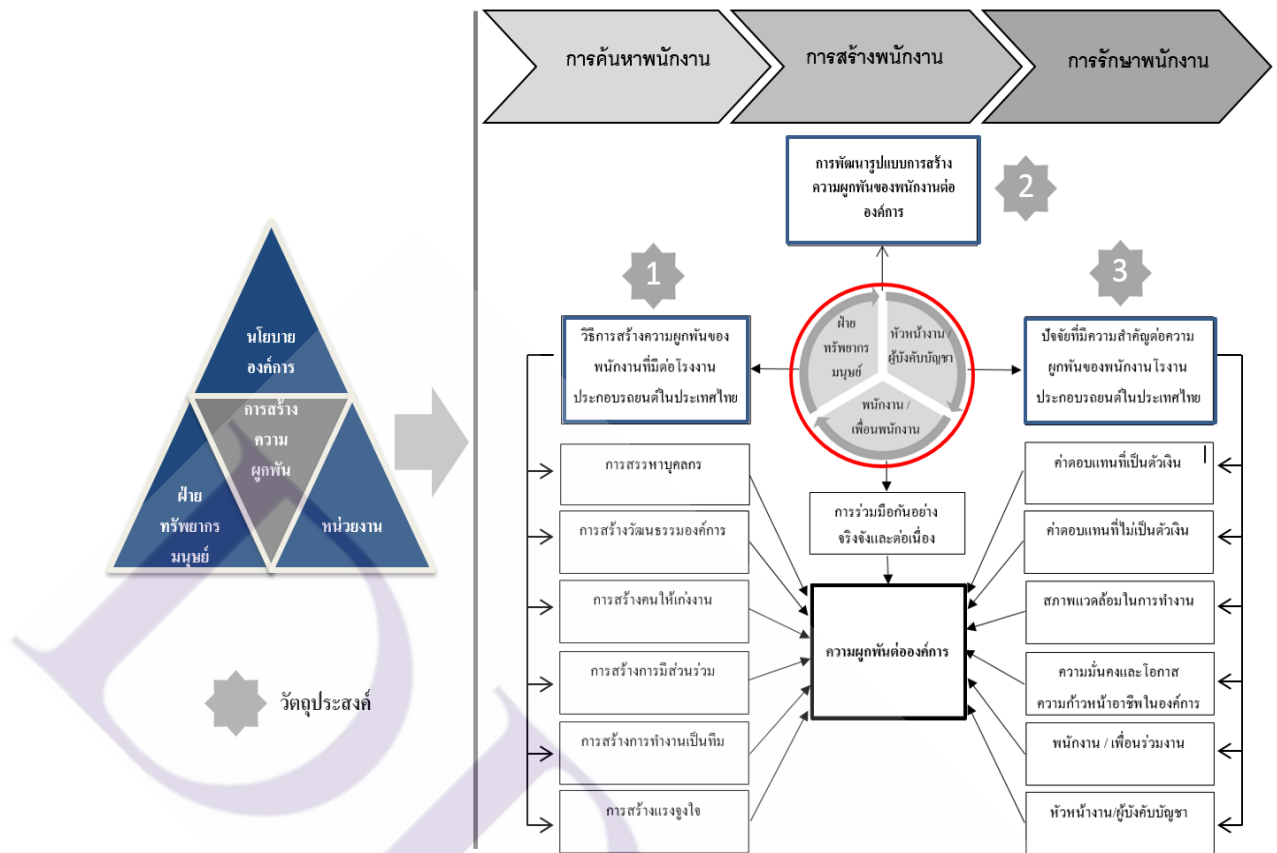 การค้นหาพนักงาน
การสร้างพนักงาน
การรักษาพนักงาน
การพัฒนารูปแบบการสร้าง
ความผูกพันของพนักงานต่อ
องค์การ
2
1
3
นโยบาย
องค์การ
การสร้าง
ความ
ผูกพัน
ฝ่าย
ทรัพยากร
มนุษย์
หน่วยงาน
วัตถุประสงค์
วิธีการสร้างความผูกพันของ
พนักงานที่มีต่อโรงงาน
ประกอบรถยนต์ในประเทศไทย
ฝ่าย
ทรัพยากร
มนุษย์
หัวหน้างาน /
ผู้บังคับบัญชา
พนักงาน /
เพื่อนพนักงาน
ปัจจัยที่มีความสำคัญต่อความ
ผูกพันของพนักงานโรงาน
ประกอบรถยนต์ในประเทศไทย
การสรรหาบุคลกร
การสร้างวัฒนธรรมองค์การ
การสร้างคนให้เก่งงาน
การสร้างการมีส่วนร่วม
การสร้างการทำงานเป็นทีม
การสร้างแรงจูงใจ
การร่วมมือกันอย่าง
จริงจังและต่อเนื่อง
ความผูกพันต่อองค์การ
ค่าตอบแทนที่เป็นตัวเงิน
ค่าตอบแทนที่ไม่เป็นตัวเงิน
สภาพแวดล้อมในการทำงาน
ความมั่นคงและโอกาส
ความก้าวหน้าอาชีพในองค์การ
พนักงาน / เพื่อนร่วมงาน
หัวหน้างาน/ผู้บังคับบัญชา